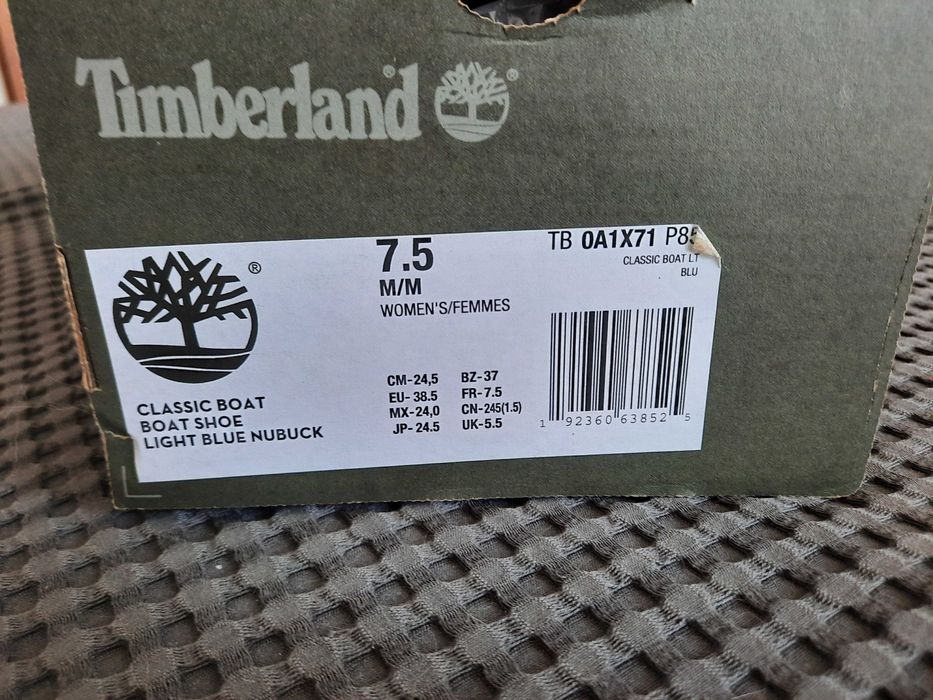 Timberland®
®
7.5
M/M
WOMEN'S/FEMMES
TB 0A1X71 P85
CLASSIC BOAT LT
BLU
CLASSIC BOAT
BOAT SHOE
LIGHT BLUE NUBUCK
CM-24,5 BZ-37
EU- 38.5 FR-7.5
MX-24,0 CN-245(1.5)
JP- 24.5 UK-5.5
1 92360 63852 5